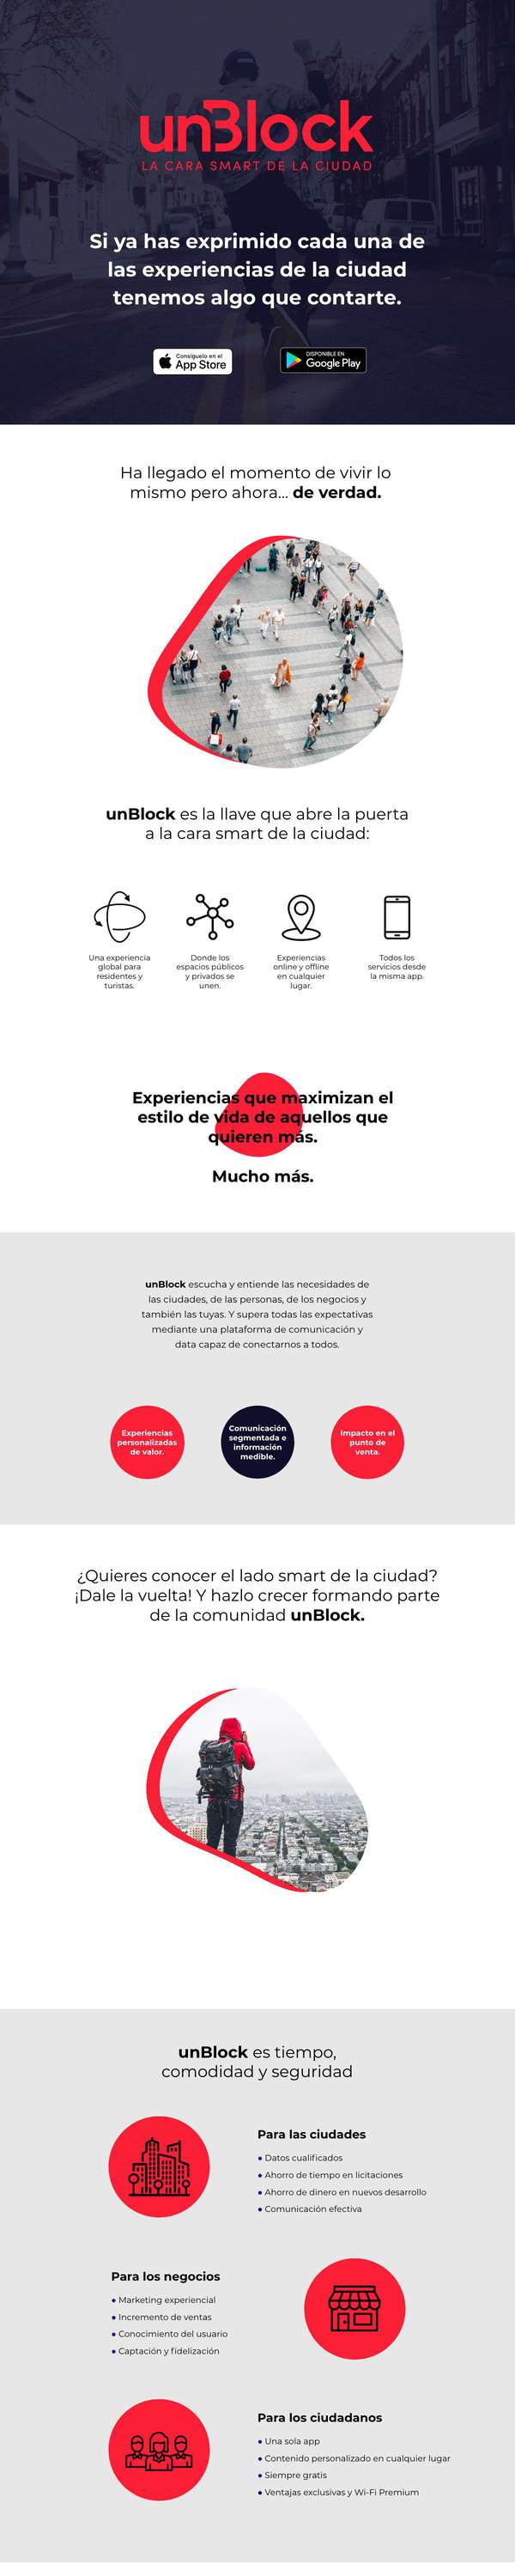 unBlock
LA CARA SMART DE LA CIUDAD
Si ya has exprimido cada una de
las experiencias de la ciudad
tenemos algo que contarte.
Consíguelo en el
App Store
DISPONIBLE EN
Google Play
Ha llegado el momento de vivir lo
mismo pero ahora... de verdad.
unBlock es la llave que abre la puerta
a la cara smart de la ciudad:
Una experiencia
global para
residentes y
turistas.
Donde los
espacios públicos
y privados se
unen.
Experiencias
online y offline
en cualquier
lugar.
Todos los
servicios desde
la misma app.
Experiencias que maximizan el
estilo de vida de aquellos que
quieren más.
Mucho más.
unBlock escucha y entiende las necesidades de
las ciudades, de las personas, de los negocios y
también las tuyas. Y supera todas las expectativas
mediante una plataforma de comunicación y
data capaz de conectarnos a todos.
Experiencias
personalizadas
de valor.
Comunicación
segmentada e
información
medible.
Impacto en el
punto de
venta.
¿Quieres conocer el lado smart de la ciudad?
¡Dale la vuelta! Y hazlo crecer formando parte
de la comunidad unBlock.
unBlock es tiempo,
comodidad y seguridad
Para las ciudades
• Datos cualificados
• Ahorro de tiempo en licitaciones
• Ahorro de dinero en nuevos desarrollo
• Comunicación efectiva
Para los negocios
• Marketing experiencial
• Incremento de ventas
• Conocimiento del usuario
• Captación y fidelización
Para los ciudadanos
• Una sola app
• Contenido personalizado en cualquier lugar
• Siempre gratis
• Ventajas exclusivas y Wi-Fi Premium